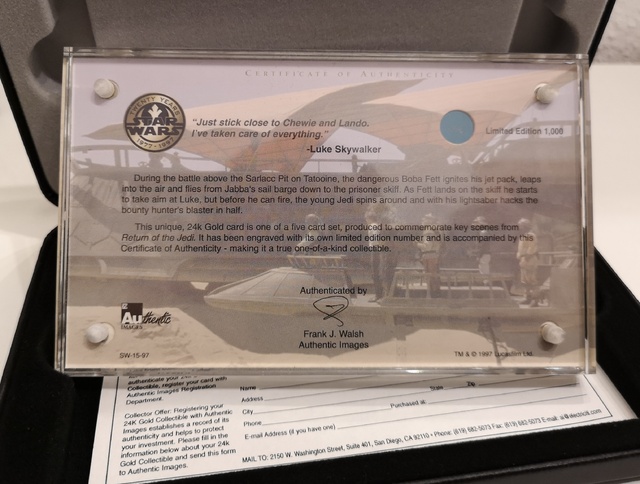 CERTIFICATE OF AUTHENTICITY
TWENTY YEARS
STAR
WARS
1977-1997
"Just stick close to Chewie and Lando.
I've taken care of everything."
-Luke Skywalker
Limited Edition 1,000
During the battle above the Sarlacc Pit on Tatooine, the dangerous Boba Fett ignites his jet pack, leaps
into the air and flies from Jabba's sail barge down to the prisoner skiff. As Fett lands on the skiff he starts
to take aim at Luke, but before he can fire, the young Jedi spins around and with his lightsaber hacks the
bounty hunter's blaster in half.
This unique, 24K Gold card is one of a five card set, produced to commemorate key scenes from
Return of the Jedi. It has been engraved with its own limited edition number and is accompanied by this
Certificate of Authenticity - making it a true one-of-a-kind collectible.
Authenticated by
Frank J. Walsh
Authentic Images
Authentic
IMAGES
SW-15-97
TM & © 1997 Lucasfilm Ltd.
authenticate your 24K
Collectible, register your card with
Authentic Images Registration
Department.
Collector Offer: Registering your
24K Gold Collectible with Authentic
Images establishes a record of its
authenticity and helps to protect
your investment. Please fill in the
information below about your 24k
Gold Collectible and send this form
to Authentic Images.
Name
State
Zip
Address
City
Purchased at
Phone
E-mail Address (if you have one)
MAIL TO: 2150 W. Washington Street, Suite 401, San Diego, CA 92110 • Phone: (619) 682-5073 Fax: (619) 682-5073 E-mail: